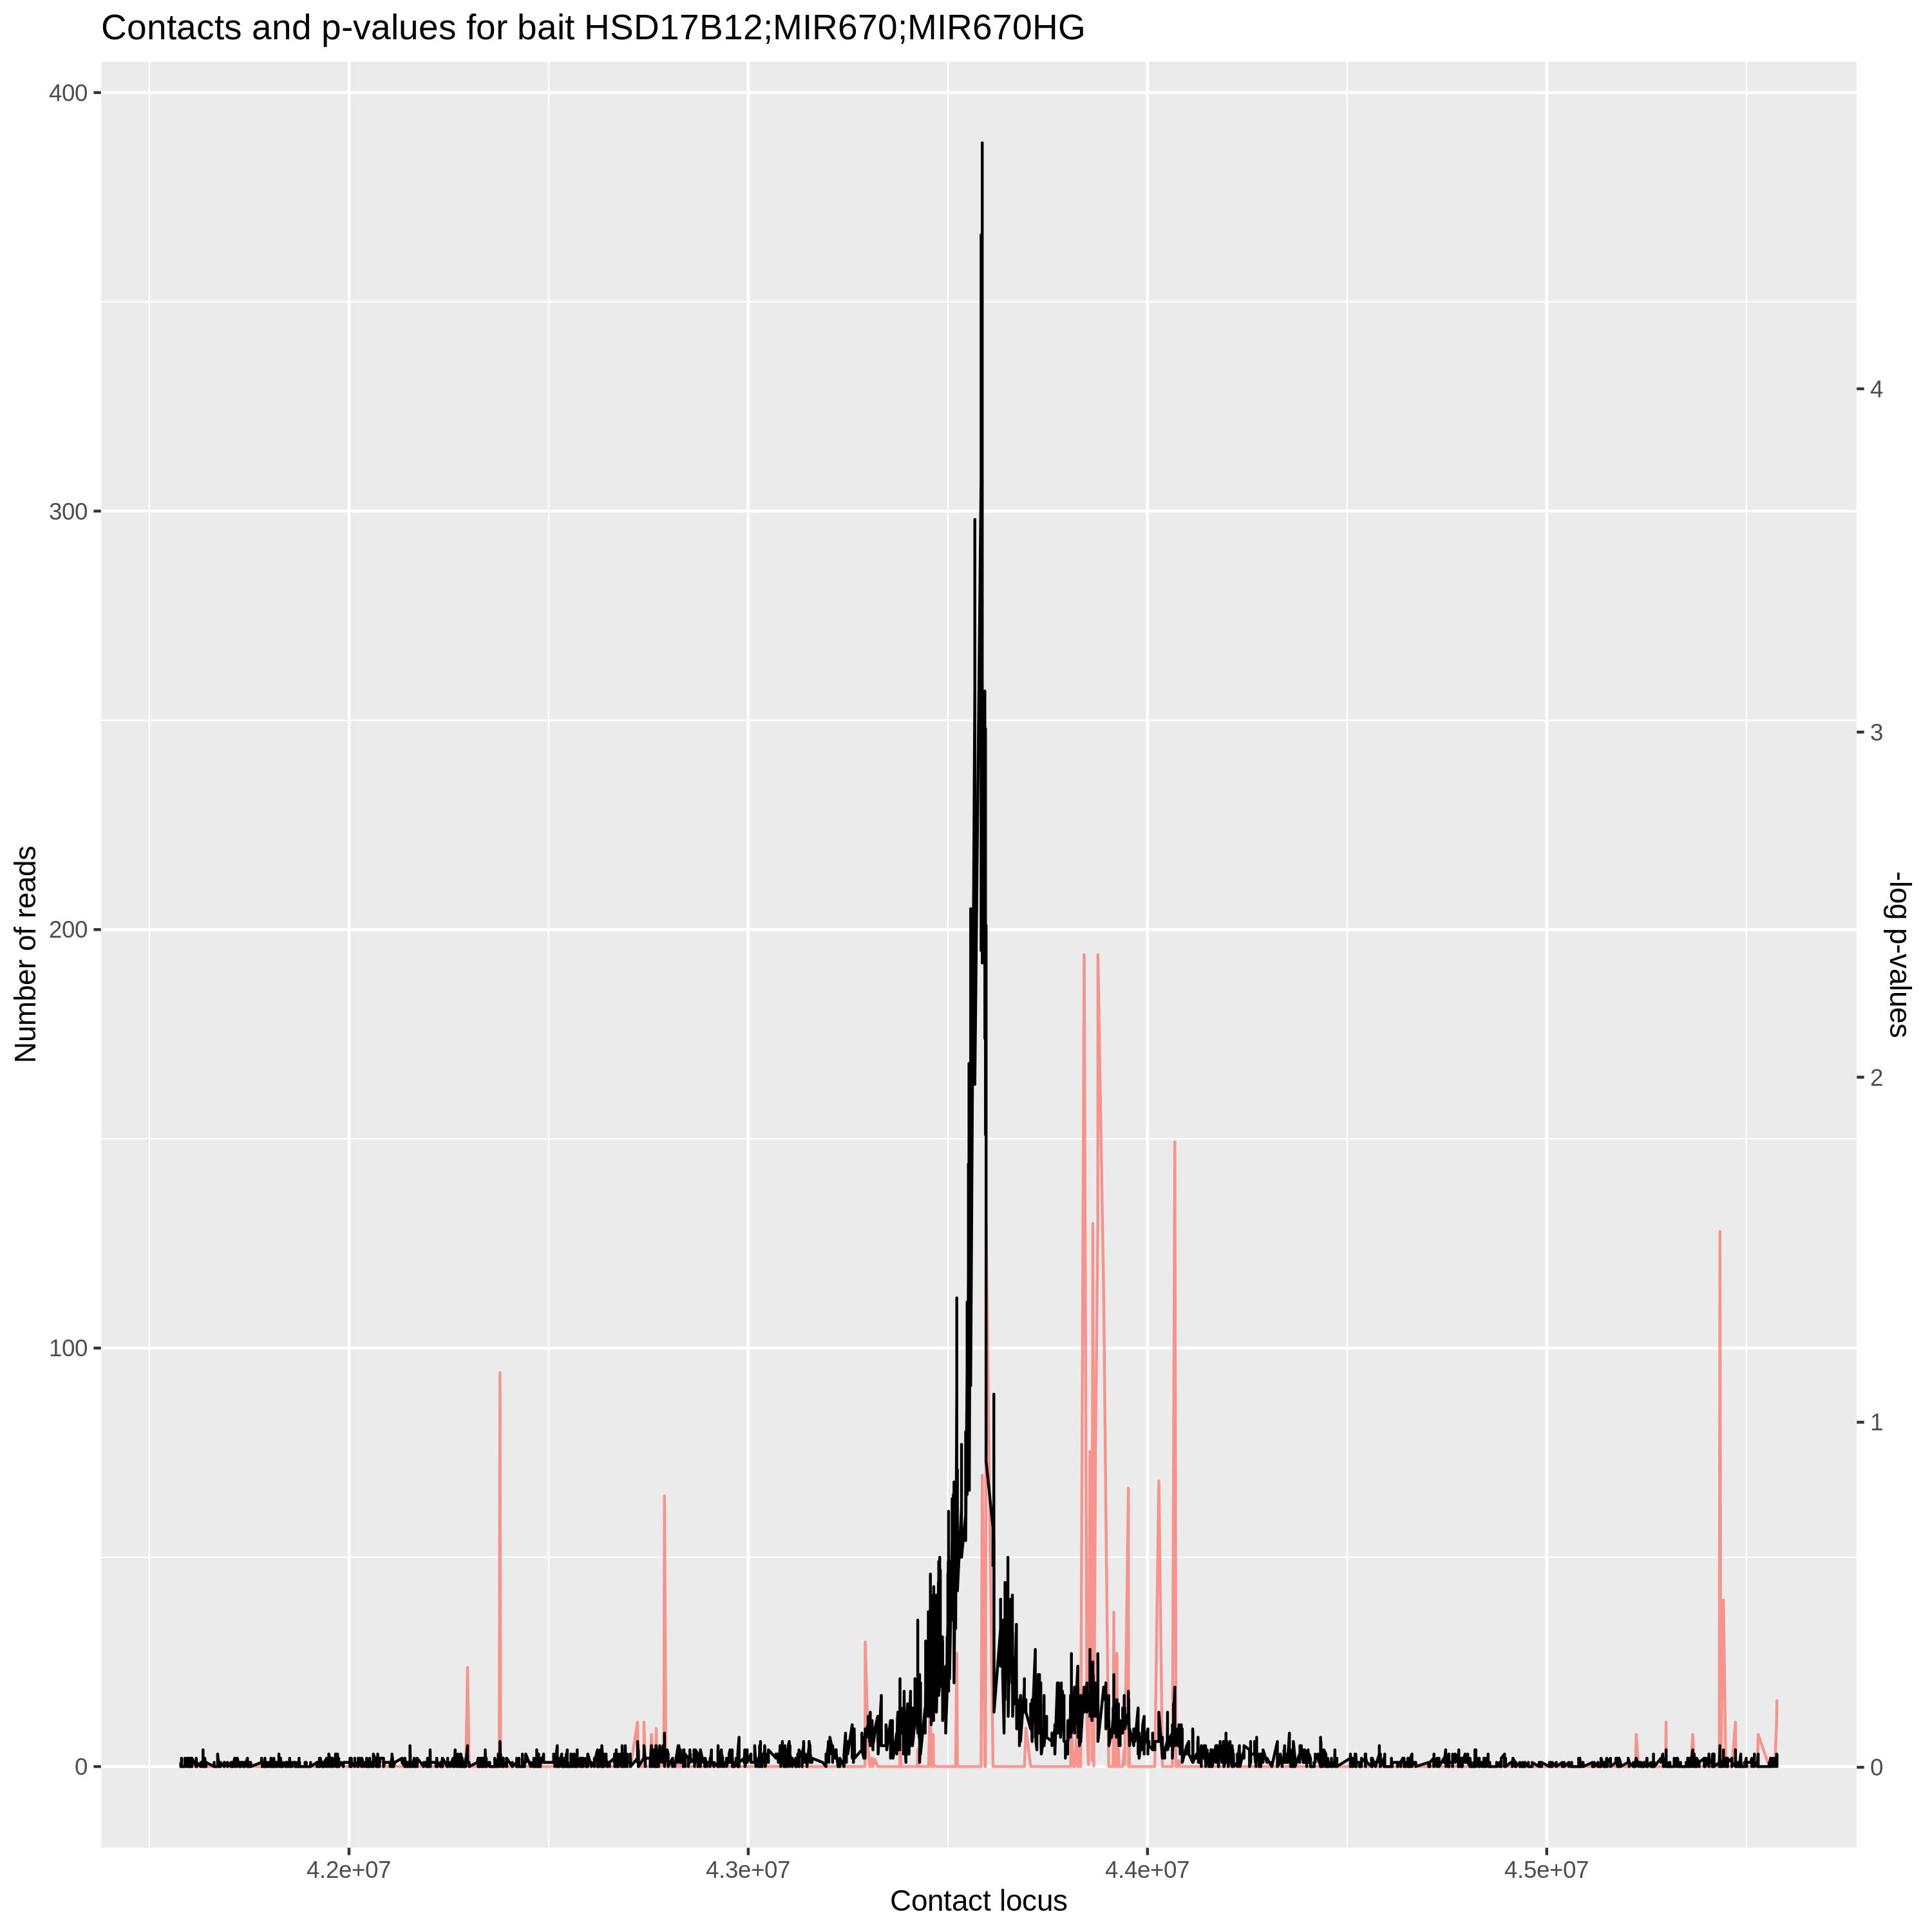 Contacts and p-values for bait HSD17B12;MIR670;MIR670HG
400
300
200
100
0
Number of reads
4
3
2
1
0
-log p-values
4.2e+07
4.3e+07
4.4e+07
4.5e+07
Contact locus